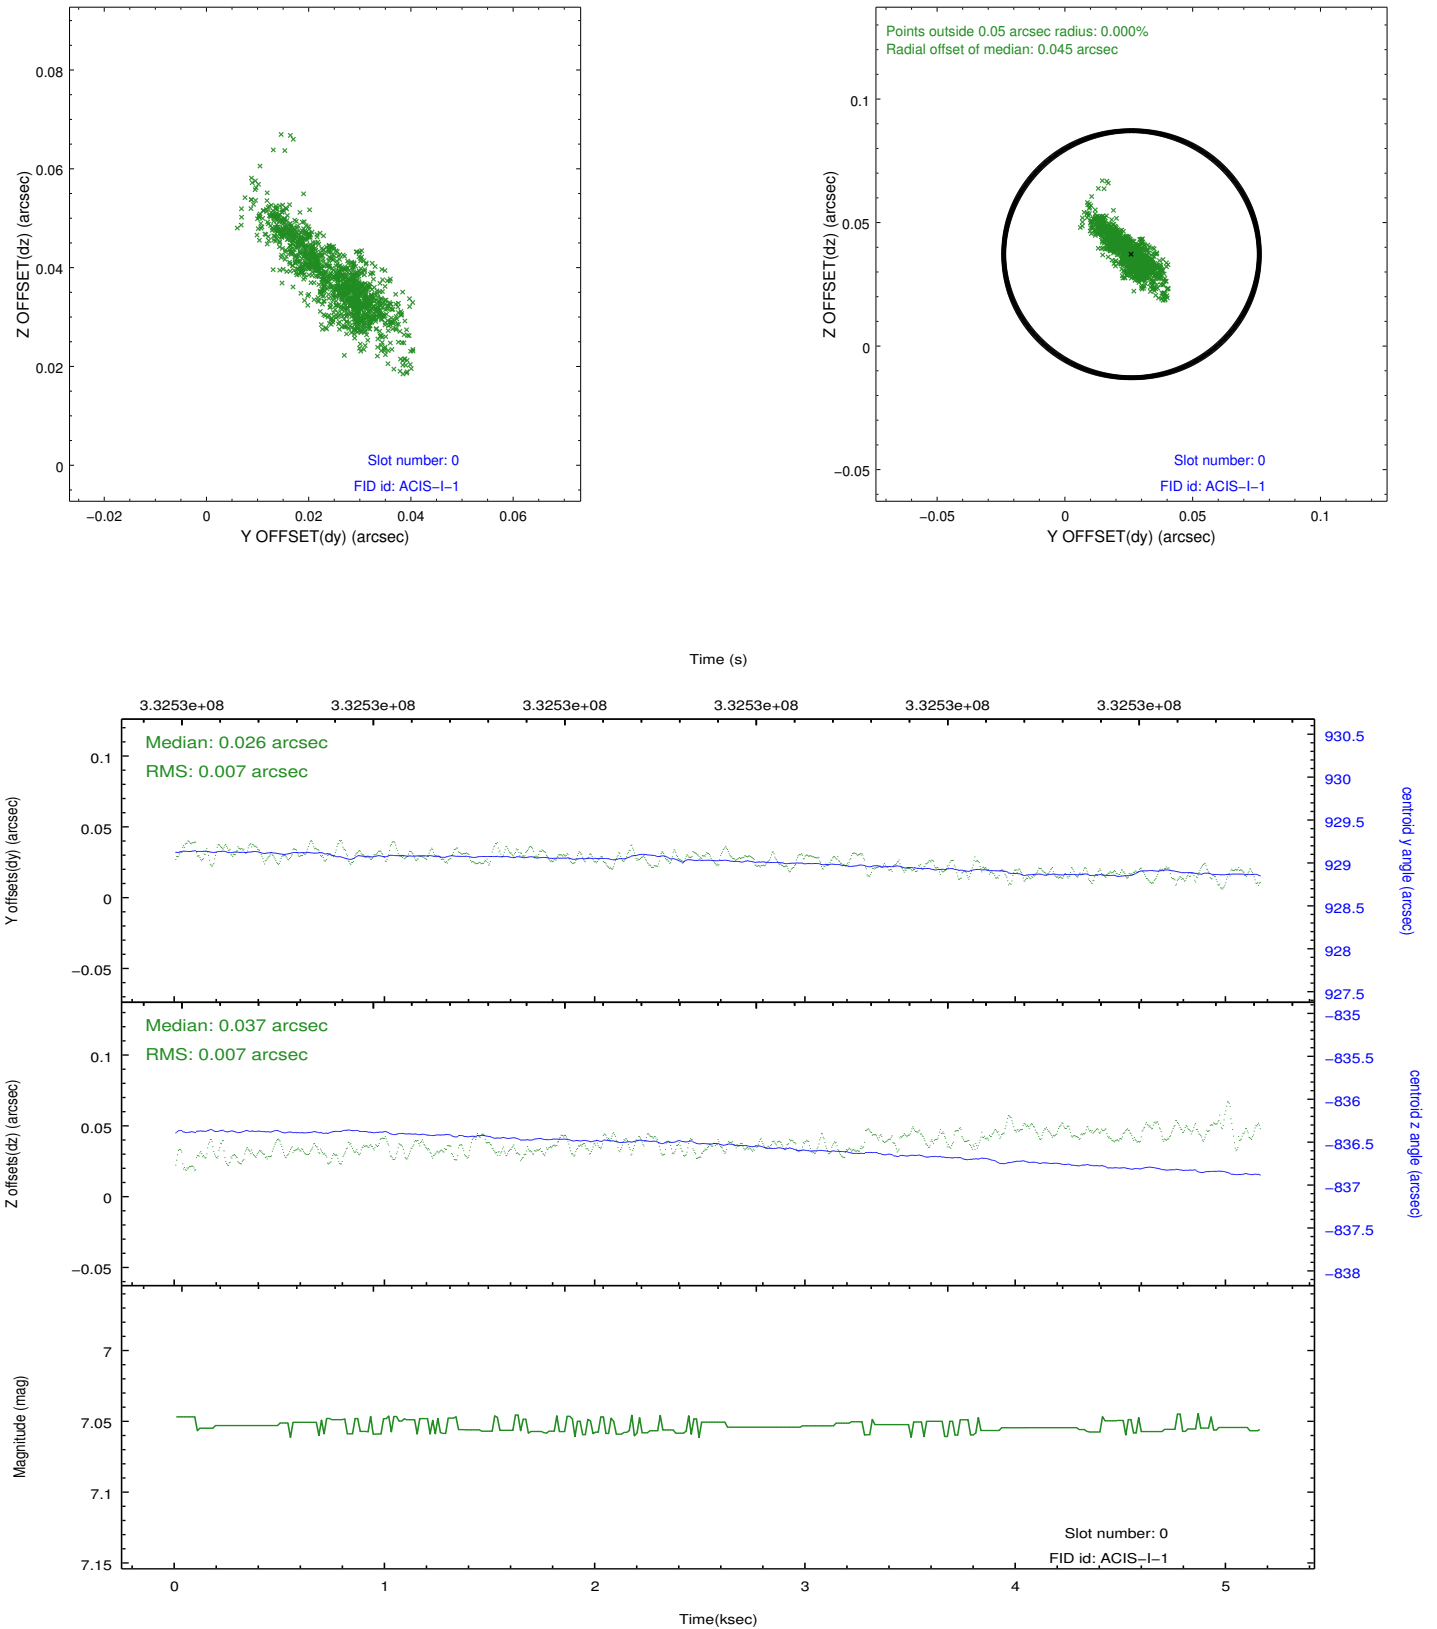 0.08
0.06
0.04
0.02
0
−0.02
0
0.02
0.04
0.06
Z OFFSET(dz) (arcsec)
Y OFFSET(dy) (arcsec)
Slot number: 0
FID id: ACIS−I−1
Points outside 0.05 arcsec radius: 0.000%
Radial offset of median: 0.045 arcsec
0.1
0.05
0
−0.05
−0.05
0
0.05
0.1
Z OFFSET(dz) (arcsec)
Y OFFSET(dy) (arcsec)
Slot number: 0
FID id: ACIS−I−1
Time (s)
3.3253e+08
3.3253e+08
3.3253e+08
3.3253e+08
3.3253e+08
3.3253e+08
Median: 0.026 arcsec
RMS: 0.007 arcsec
0.1
0.05
0
−0.05
Y offsets(dy) (arcsec)
930.5
930
929.5
929
928.5
928
927.5
centroid y angle (arcsec)
Median: 0.037 arcsec
RMS: 0.007 arcsec
0.1
0.05
0
−0.05
Z offsets(dz) (arcsec)
−835
−835.5
−836
−836.5
−837
−837.5
−838
centroid z angle (arcsec)
7
7.05
7.1
7.15
Magnitude (mag)
Slot number: 0
FID id: ACIS−I−1
0
1
2
3
4
5
Time(ksec)